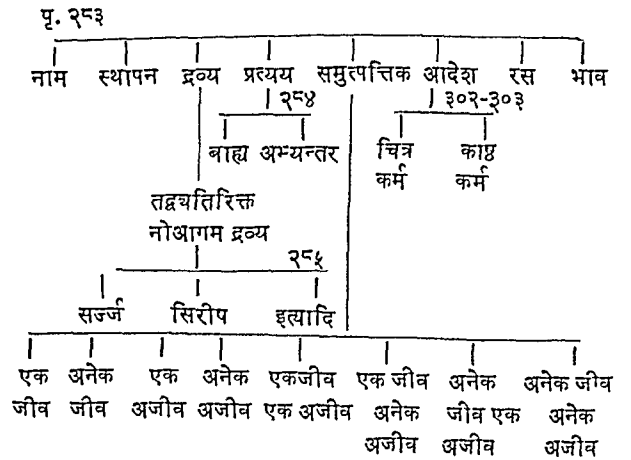 पृ. २८३
नाम स्थापन द्रव्य प्रत्यय समुत्पत्तिक आदेश रस भाव
२८४ ३०२-३०३
बाह्य अभ्यन्तर चित्र काष्ठ
कर्म कर्म
तद्व्यतिरिक्त
नोआगम द्रव्य
२८५
सर्ज्ज सिरीष इत्यादि
एक अनेक एक अनेक एकजीव एक जीव अनेक अनेक जीव
जीव जीव अजीव अजीव एक अजीव अनेक जीव एक अनेक
अजीव अजीव अजीव